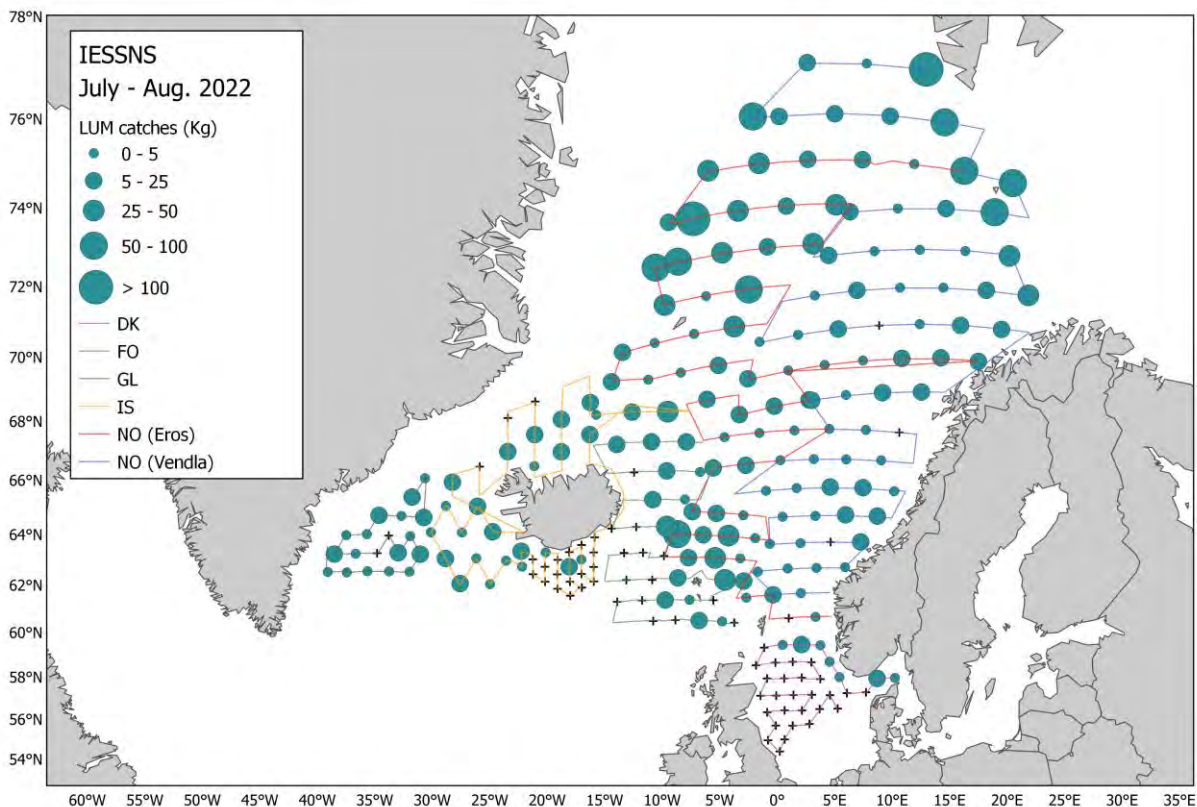 78°N
76°N
74°N
72°N
70°N
68°N
66°N
64°N
62°N
60°N
58°N
56°N
54°N
IESSNS
July - Aug. 2022
LUM catches (Kg)
0 - 5
5 - 25
25 - 50
50 - 100
> 100
DK
FO
GL
IS
NO (Eros)
NO (Vendla)
60°W 55°W 50°W 45°W 40°W 35°W 30°W 25°W 20°W 15°W 10°W 5°W 0° 5°E 10°E 15°E 20°E 25°E 30°E 35°E